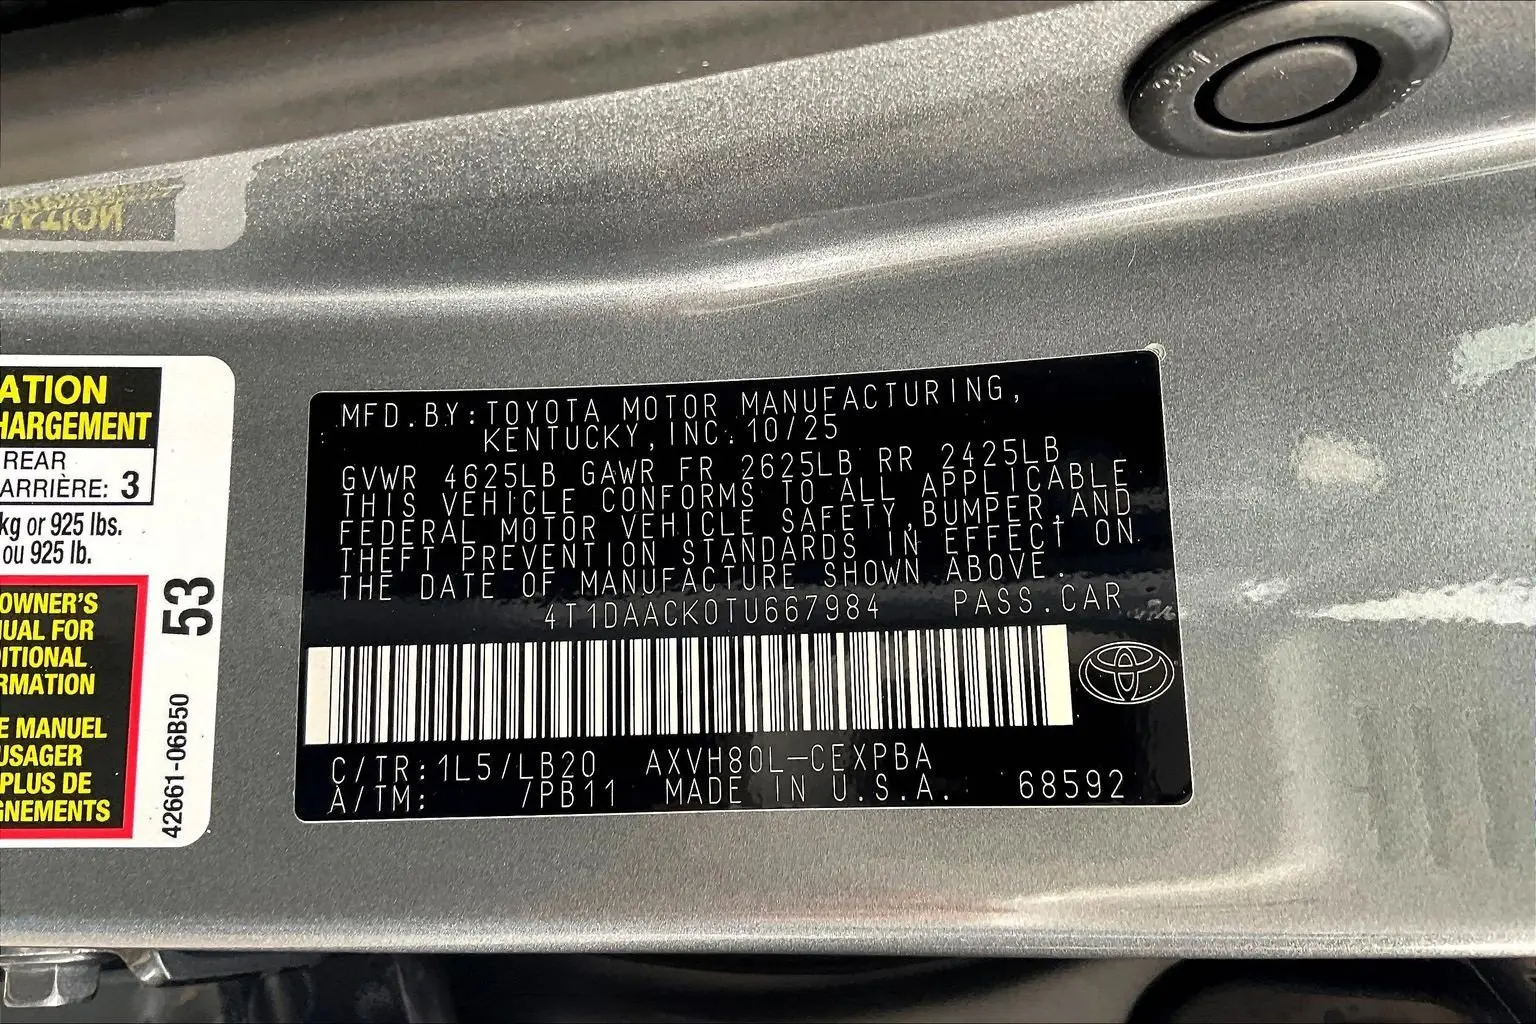 ATION
HARGEMENT
REAR
ARRIÈRE: 3
kg or 925 lbs.
ou 925 lb.
OWNER'S
UAL FOR
ITIONAL
RMATION
E MANUEL
USAGER
PLUS DE
GNEMENTS
53
42661-06B50
MFD.BY:TOYOTA MOTOR MANUFACTURING,
KENTUCKY,INC.10/25
GVWR 4625LB GAWR FR 2625LB RR 2425LB
THIS VEHICLE CONFORMS TO ALL APPLICABLE
FEDERAL MOTOR VEHICLE SAFETY,BUMPER,AND
THEFT PREVENTION STANDARDS IN EFFECT ON
THE DATE OF MANUFACTURE SHOWN ABOVE.
4T1DAACK0TU667984 PASS.CAR
C/TR:1L5/LB20 AXVH80L-CEXPBA
A/TM: /PB11 MADE IN U.S.A. 68592